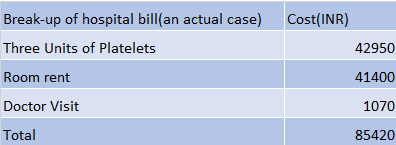 Break-up of hospital bill(an actual case) Cost(INR)
Three Units of Platelets 42950
Room rent 41400
Doctor Visit 1070
Total 85420